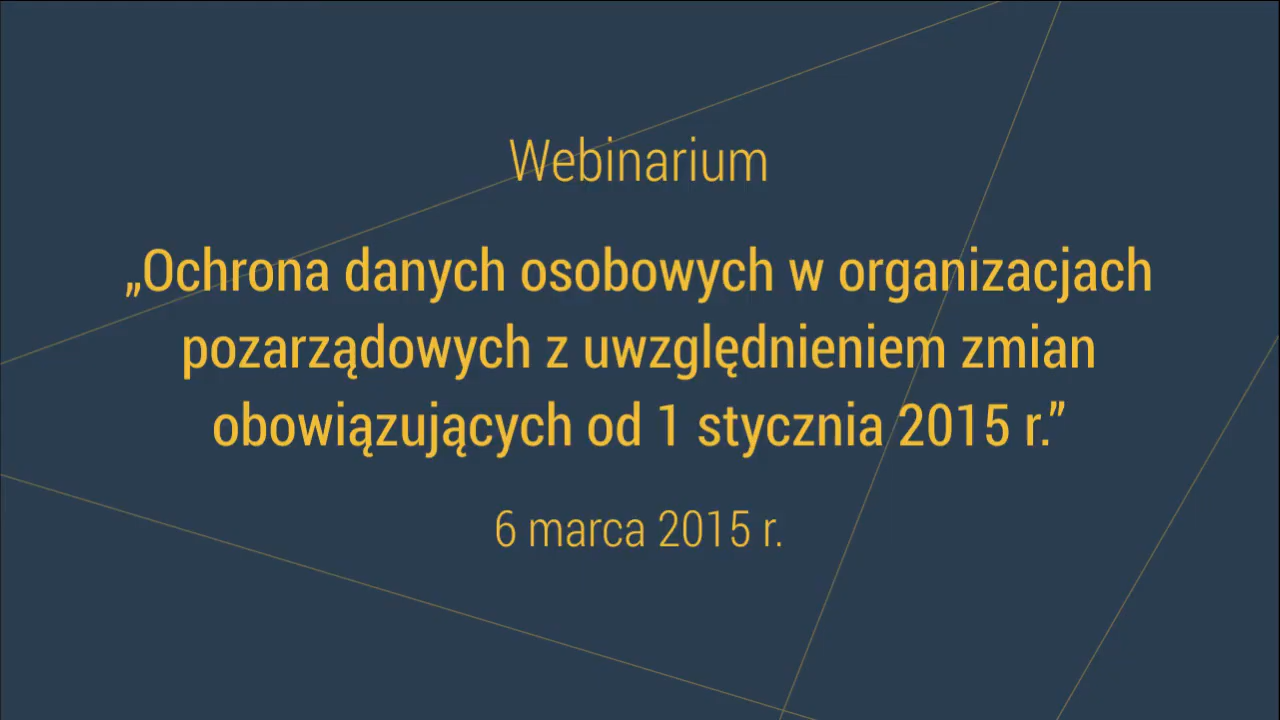 Webinarium
„Ochrona danych osobowych w organizacjach
pozarządowych z uwzględnieniem zmian
obowiązujących od 1 stycznia 2015 r.”
6 marca 2015 r.